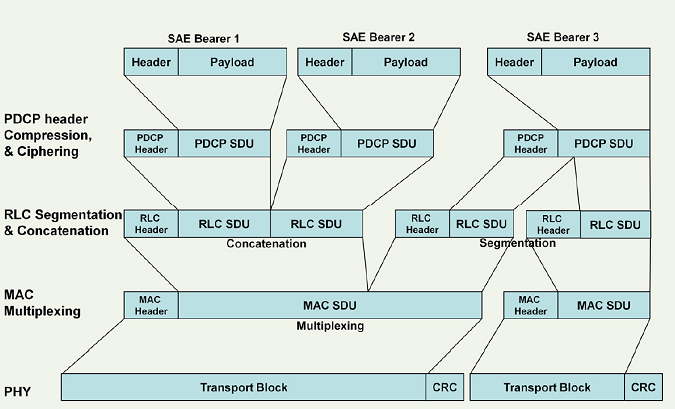 SAE Bearer 1
SAE Bearer 2
SAE Bearer 3
Header
Payload
Header
Payload
Header
Payload
PDCP header
Compression,
& Ciphering
PDCP
Header
PDCP SDU
PDCP
Header
PDCP SDU
PDCP
Header
PDCP SDU
RLC Segmentation
& Concatenation
RLC
Header
RLC SDU
RLC SDU
RLC
Header
RLC SDU
RLC
Header
RLC SDU
Concatenation
Segmentation
MAC
Multiplexing
MAC
Header
MAC SDU
MAC
Header
MAC SDU
Multiplexing
PHY
Transport Block
CRC
Transport Block
CRC